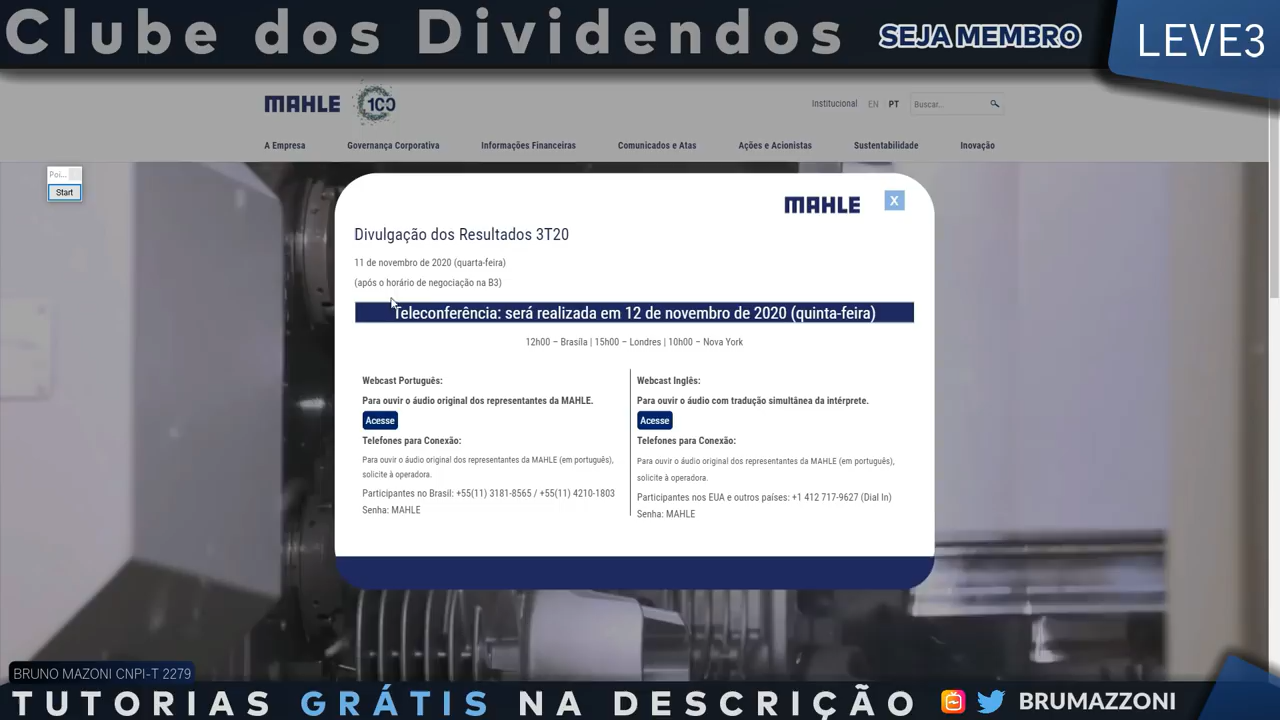 Clube dos Dividendos
SEJA MEMBRO
LEVE3
MAHLE
100
Institucional EN PT
Buscar...
A Empresa Governança Corporativa Informações Financeiras Comunicados e Atas Ações e Acionistas Sustentabilidade Inovação
Poi...
Start
MAHLE
X
Divulgação dos Resultados 3T20
11 de novembro de 2020 (quarta-feira)
(após o horário de negociação na B3)
Teleconferência: será realizada em 12 de novembro de 2020 (quinta-feira)
12h00 – Brasíla | 15h00 – Londres | 10h00 – Nova York
Webcast Português:
Para ouvir o áudio original dos representantes da MAHLE.
Acesse
Telefones para Conexão:
Para ouvir o áudio original dos representantes da MAHLE (em português),
solicite à operadora.
Participantes no Brasil: +55(11) 3181-8565 / +55(11) 4210-1803
Senha: MAHLE
Webcast Inglês:
Para ouvir o áudio com tradução simultânea da intérprete.
Acesse
Telefones para Conexão:
Para ouvir o áudio original dos representantes da MAHLE (em português),
solicite à operadora.
Participantes nos EUA e outros países: +1 412 717-9627 (Dial In)
Senha: MAHLE
BRUNO MAZONI CNPI-T 2279
TUTORIAS GRÁTIS NA DESCRIÇÃO
BRUMAZZONI